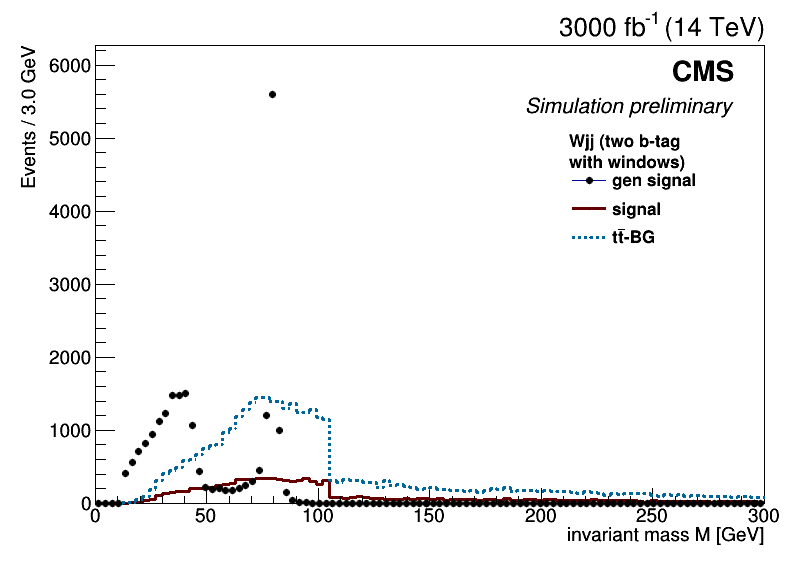 3000 fb⁻¹ (14 TeV)
Events / 3.0 GeV
6000
5000
4000
3000
2000
1000
0
CMS
Simulation preliminary
Wjj (two b-tag
with windows)
gen signal
signal
tt̄-BG
0 50 100 150 200 250 300
invariant mass M [GeV]